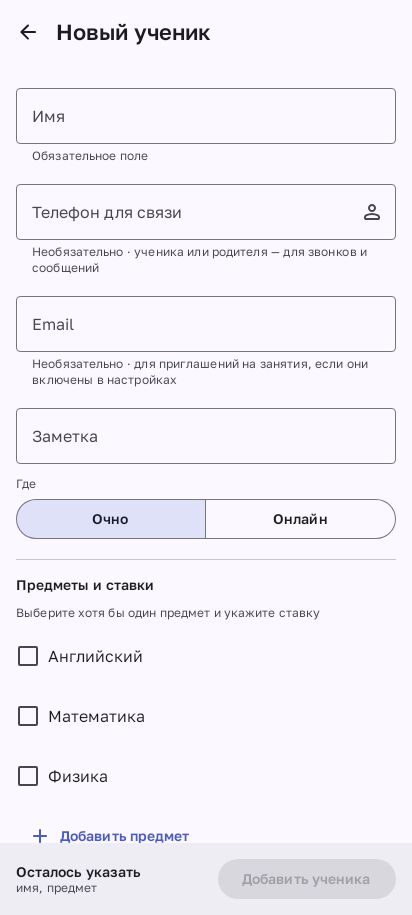 Новый ученик
Имя
Обязательное поле
Телефон для связи
Необязательно · ученика или родителя — для звонков и
сообщений
Email
Необязательно · для приглашений на занятия, если они
включены в настройках
Заметка
Где
Очно
Онлайн
Предметы и ставки
Выберите хотя бы один предмет и укажите ставку
Английский
Математика
Физика
Добавить предмет
Осталось указать
имя, предмет
Добавить ученика